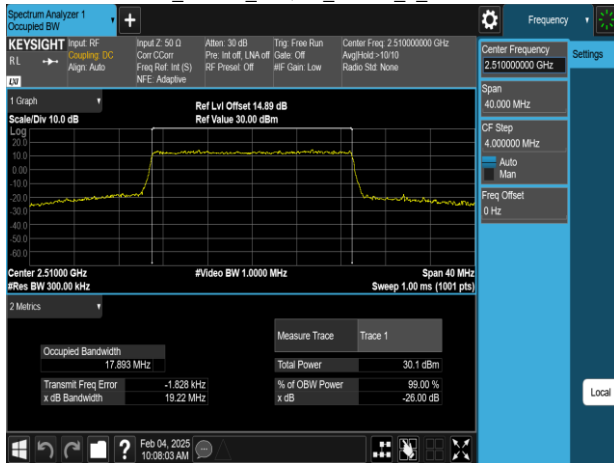 Spectrum Analyzer 1
Occupied BW
Frequency
KEYSIGHT
RL
LXI
Input: RF
Coupling: DC
Align: Auto
Input Z: 50 Ω
Corr CCorr
Freq Ref: Int (S)
NFE: Adaptive
Atten: 30 dB
Pre: Int off, LNA off
RF Preset: Off
Trig: Free Run
Gate: Off
#IF Gain: Low
Center Freq: 2.510000000 GHz
Avg|Hold:>10/10
Radio Std: None
1 Graph
Scale/Div 10.0 dB
Ref Lvl Offset 14.89 dB
Ref Value 30.00 dBm
Log
20.0
10.0
0.00
-10.0
-20.0
-30.0
-40.0
-50.0
-60.0
Center 2.51000 GHz
#Res BW 300.00 kHz
#Video BW 1.0000 MHz
Span 40 MHz
Sweep 1.00 ms (1001 pts)
2 Metrics
Measure Trace Trace 1
Occupied Bandwidth
17.893 MHz
Total Power 30.1 dBm
Transmit Freq Error -1.828 kHz
x dB Bandwidth 19.22 MHz
% of OBW Power 99.00 %
x dB -26.00 dB
Center Frequency
2.510000000 GHz
Settings
Span
40.000 MHz
CF Step
4.000000 MHz
Auto
Man
Freq Offset
0 Hz
Local
?
Feb 04, 2025
10:08:03 AM